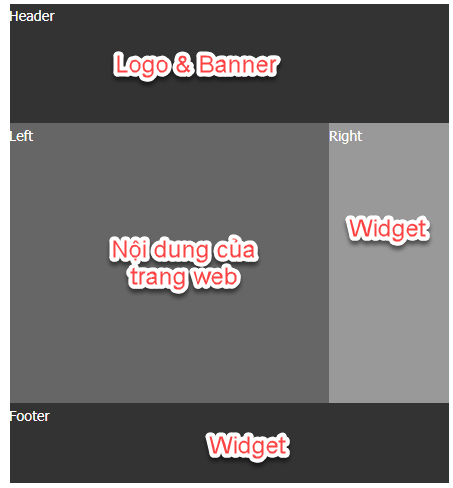 Header
Logo & Banner
Left
Right
Widget
Nội dung của
trang web
Footer
Widget